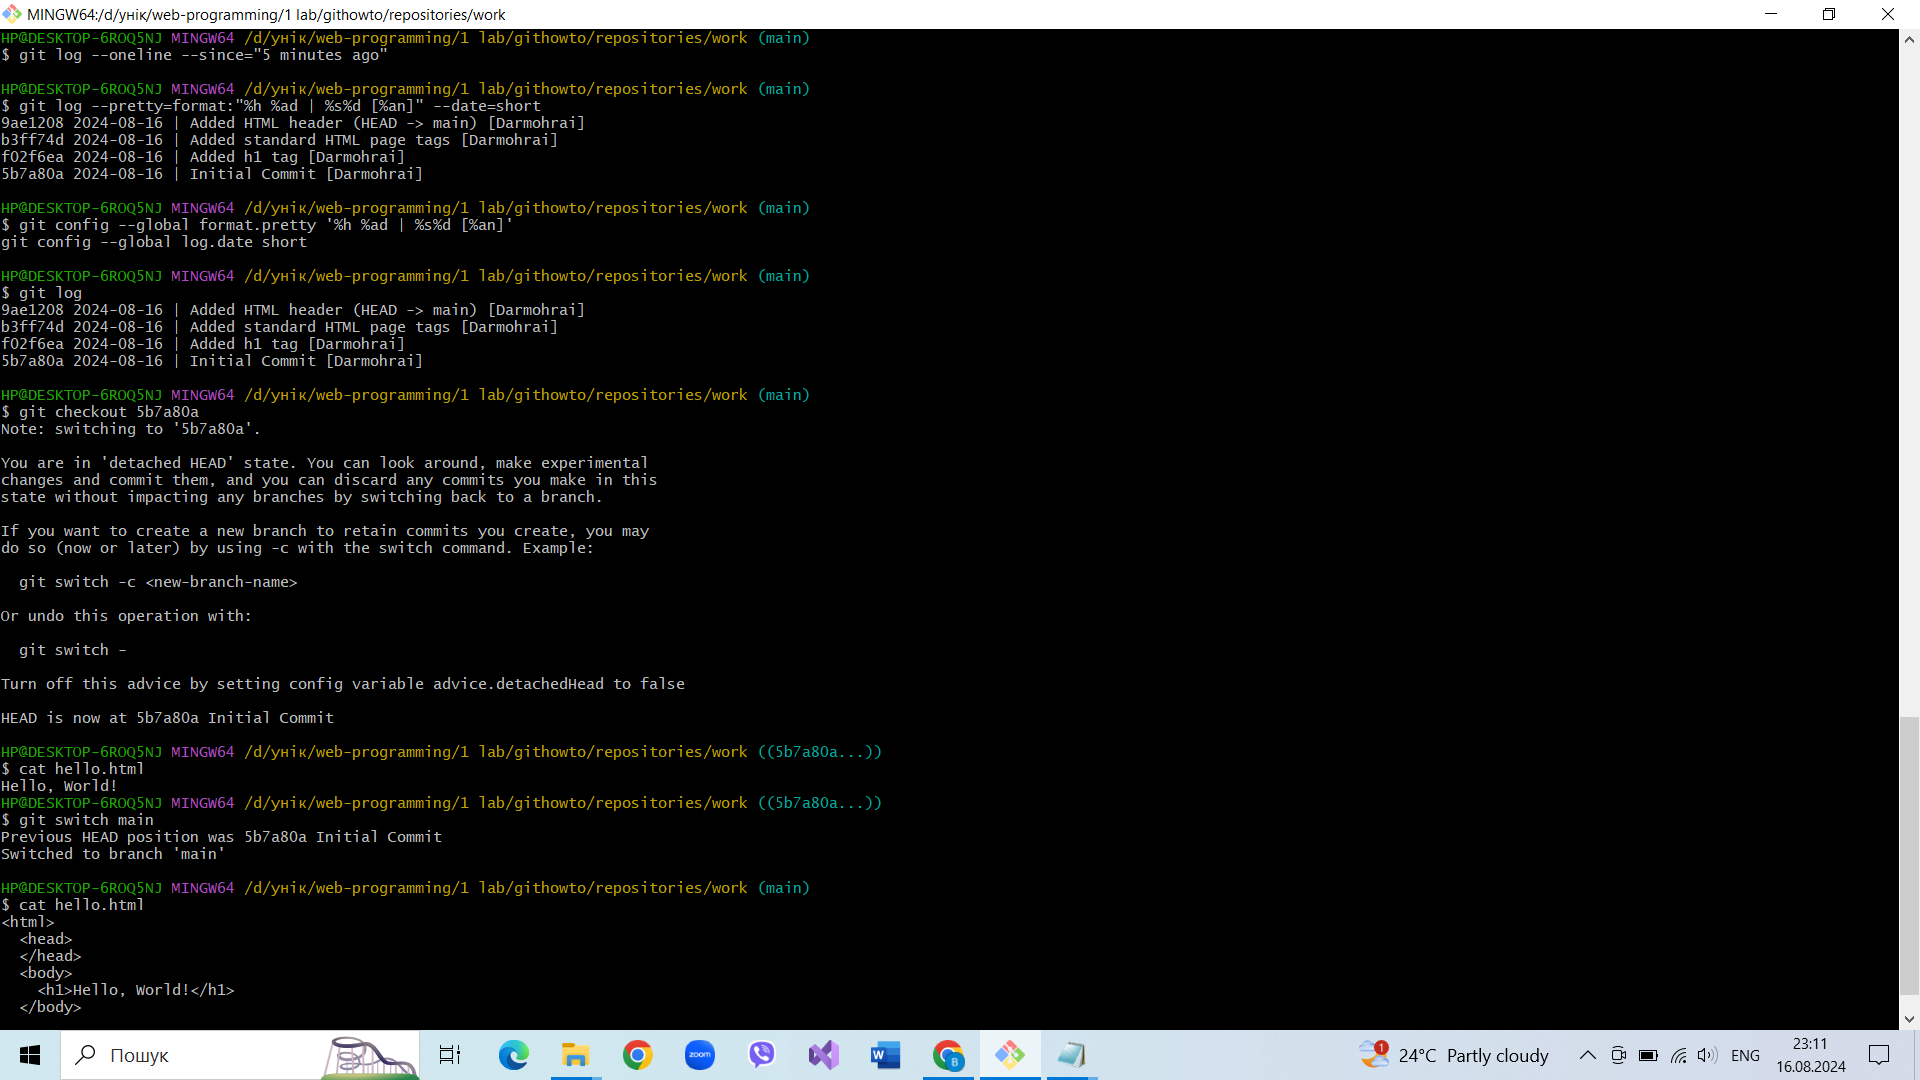 MINGW64:/d/унік/web-programming/1 lab/githowto/repositories/work
HP@DESKTOP-6ROQ5NJ MINGW64 /d/унік/web-programming/1 lab/githowto/repositories/work (main)
$ git log --oneline --since="5 minutes ago"
HP@DESKTOP-6ROQ5NJ MINGW64 /d/унік/web-programming/1 lab/githowto/repositories/work (main)
$ git log --pretty=format:"%h %ad | %s%d [%an]" --date=short
9ae1208 2024-08-16 | Added HTML header (HEAD -> main) [Darmohrai]
b3ff74d 2024-08-16 | Added standard HTML page tags [Darmohrai]
f02f6ea 2024-08-16 | Added h1 tag [Darmohrai]
5b7a80a 2024-08-16 | Initial Commit [Darmohrai]
HP@DESKTOP-6ROQ5NJ MINGW64 /d/унік/web-programming/1 lab/githowto/repositories/work (main)
$ git config --global format.pretty '%h %ad | %s%d [%an]'
git config --global log.date short
HP@DESKTOP-6ROQ5NJ MINGW64 /d/унік/web-programming/1 lab/githowto/repositories/work (main)
$ git log
9ae1208 2024-08-16 | Added HTML header (HEAD -> main) [Darmohrai]
b3ff74d 2024-08-16 | Added standard HTML page tags [Darmohrai]
f02f6ea 2024-08-16 | Added h1 tag [Darmohrai]
5b7a80a 2024-08-16 | Initial Commit [Darmohrai]
HP@DESKTOP-6ROQ5NJ MINGW64 /d/унік/web-programming/1 lab/githowto/repositories/work (main)
$ git checkout 5b7a80a
Note: switching to '5b7a80a'.
You are in 'detached HEAD' state. You can look around, make experimental
changes and commit them, and you can discard any commits you make in this
state without impacting any branches by switching back to a branch.
If you want to create a new branch to retain commits you create, you may
do so (now or later) by using -c with the switch command. Example:
git switch -c <new-branch-name>
Or undo this operation with:
git switch -
Turn off this advice by setting config variable advice.detachedHead to false
HEAD is now at 5b7a80a Initial Commit
HP@DESKTOP-6ROQ5NJ MINGW64 /d/унік/web-programming/1 lab/githowto/repositories/work ((5b7a80a...))
$ cat hello.html
Hello, World!
HP@DESKTOP-6ROQ5NJ MINGW64 /d/унік/web-programming/1 lab/githowto/repositories/work ((5b7a80a...))
$ git switch main
Previous HEAD position was 5b7a80a Initial Commit
Switched to branch 'main'
HP@DESKTOP-6ROQ5NJ MINGW64 /d/унік/web-programming/1 lab/githowto/repositories/work (main)
$ cat hello.html
<html>
  <head>
  </head>
  <body>
    <h1>Hello, World!</h1>
  </body>
Пошук
zoom
W
B
1
24°C Partly cloudy
ENG
23:11
16.08.2024